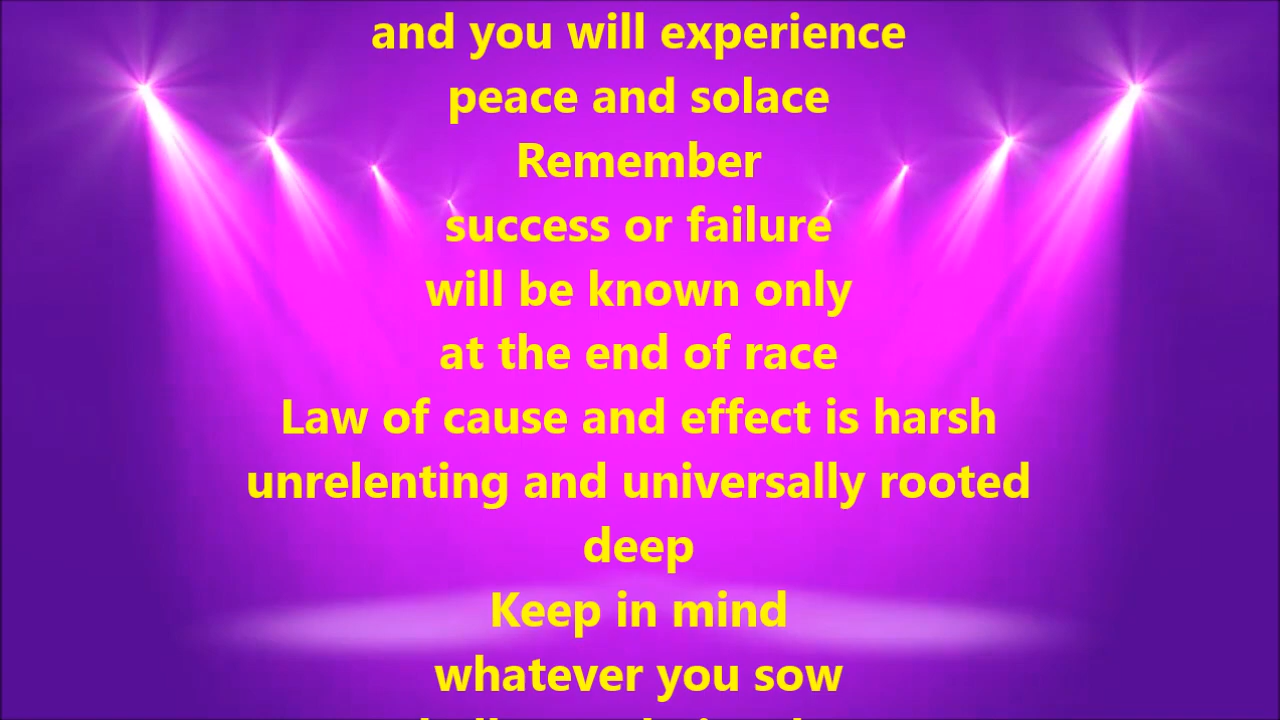 and you will experience
peace and solace
Remember
success or failure
will be known only
at the end of race
Law of cause and effect is harsh
unrelenting and universally rooted
deep
Keep in mind
whatever you sow